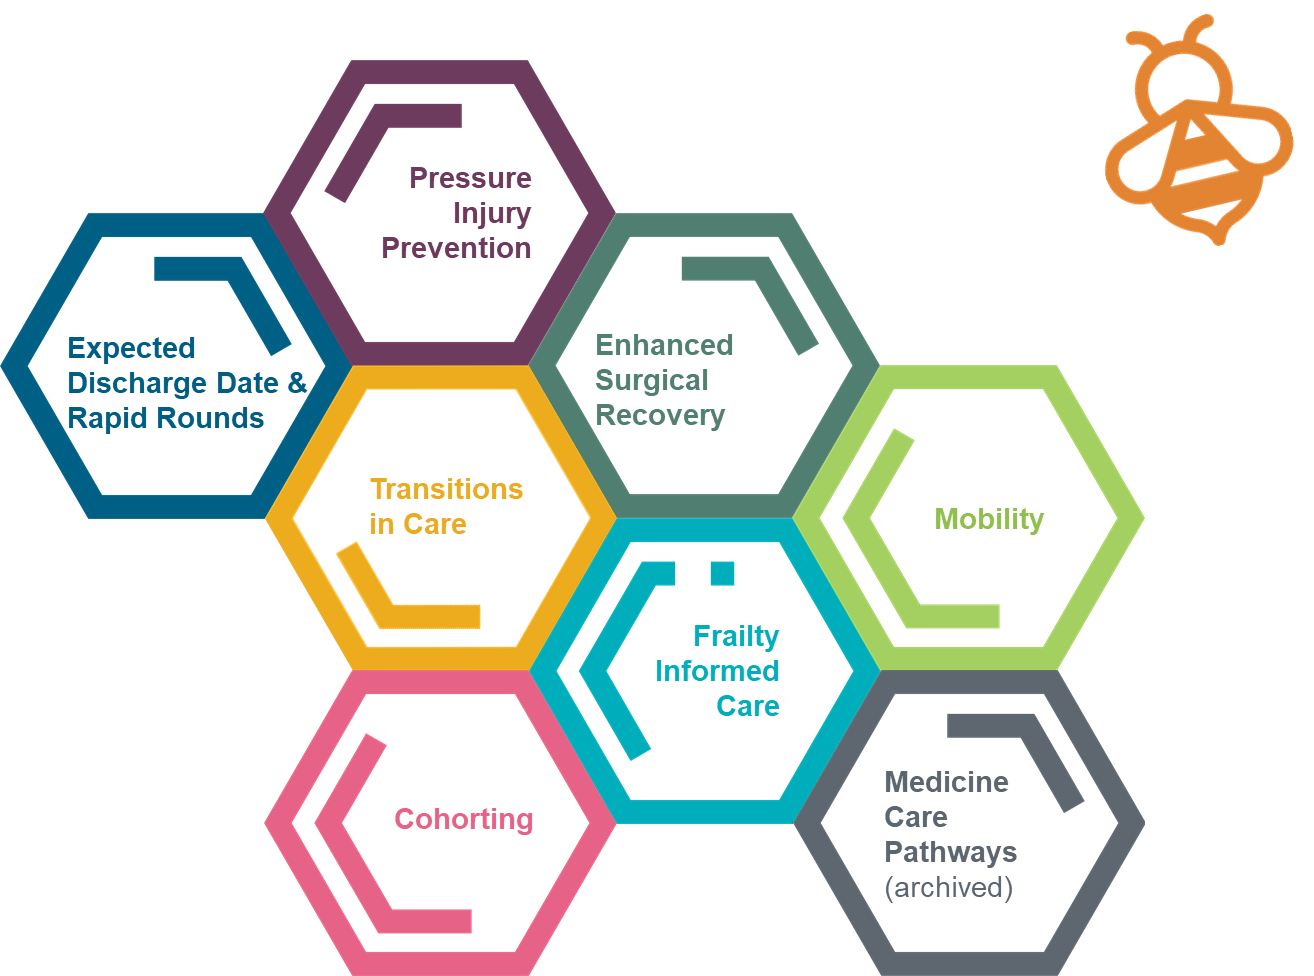 Pressure
Injury
Prevention
Expected
Discharge Date &
Rapid Rounds
Enhanced
Surgical
Recovery
Transitions
in Care
Mobility
Frailty
Informed
Care
Cohorting
Medicine
Care
Pathways
(archived)